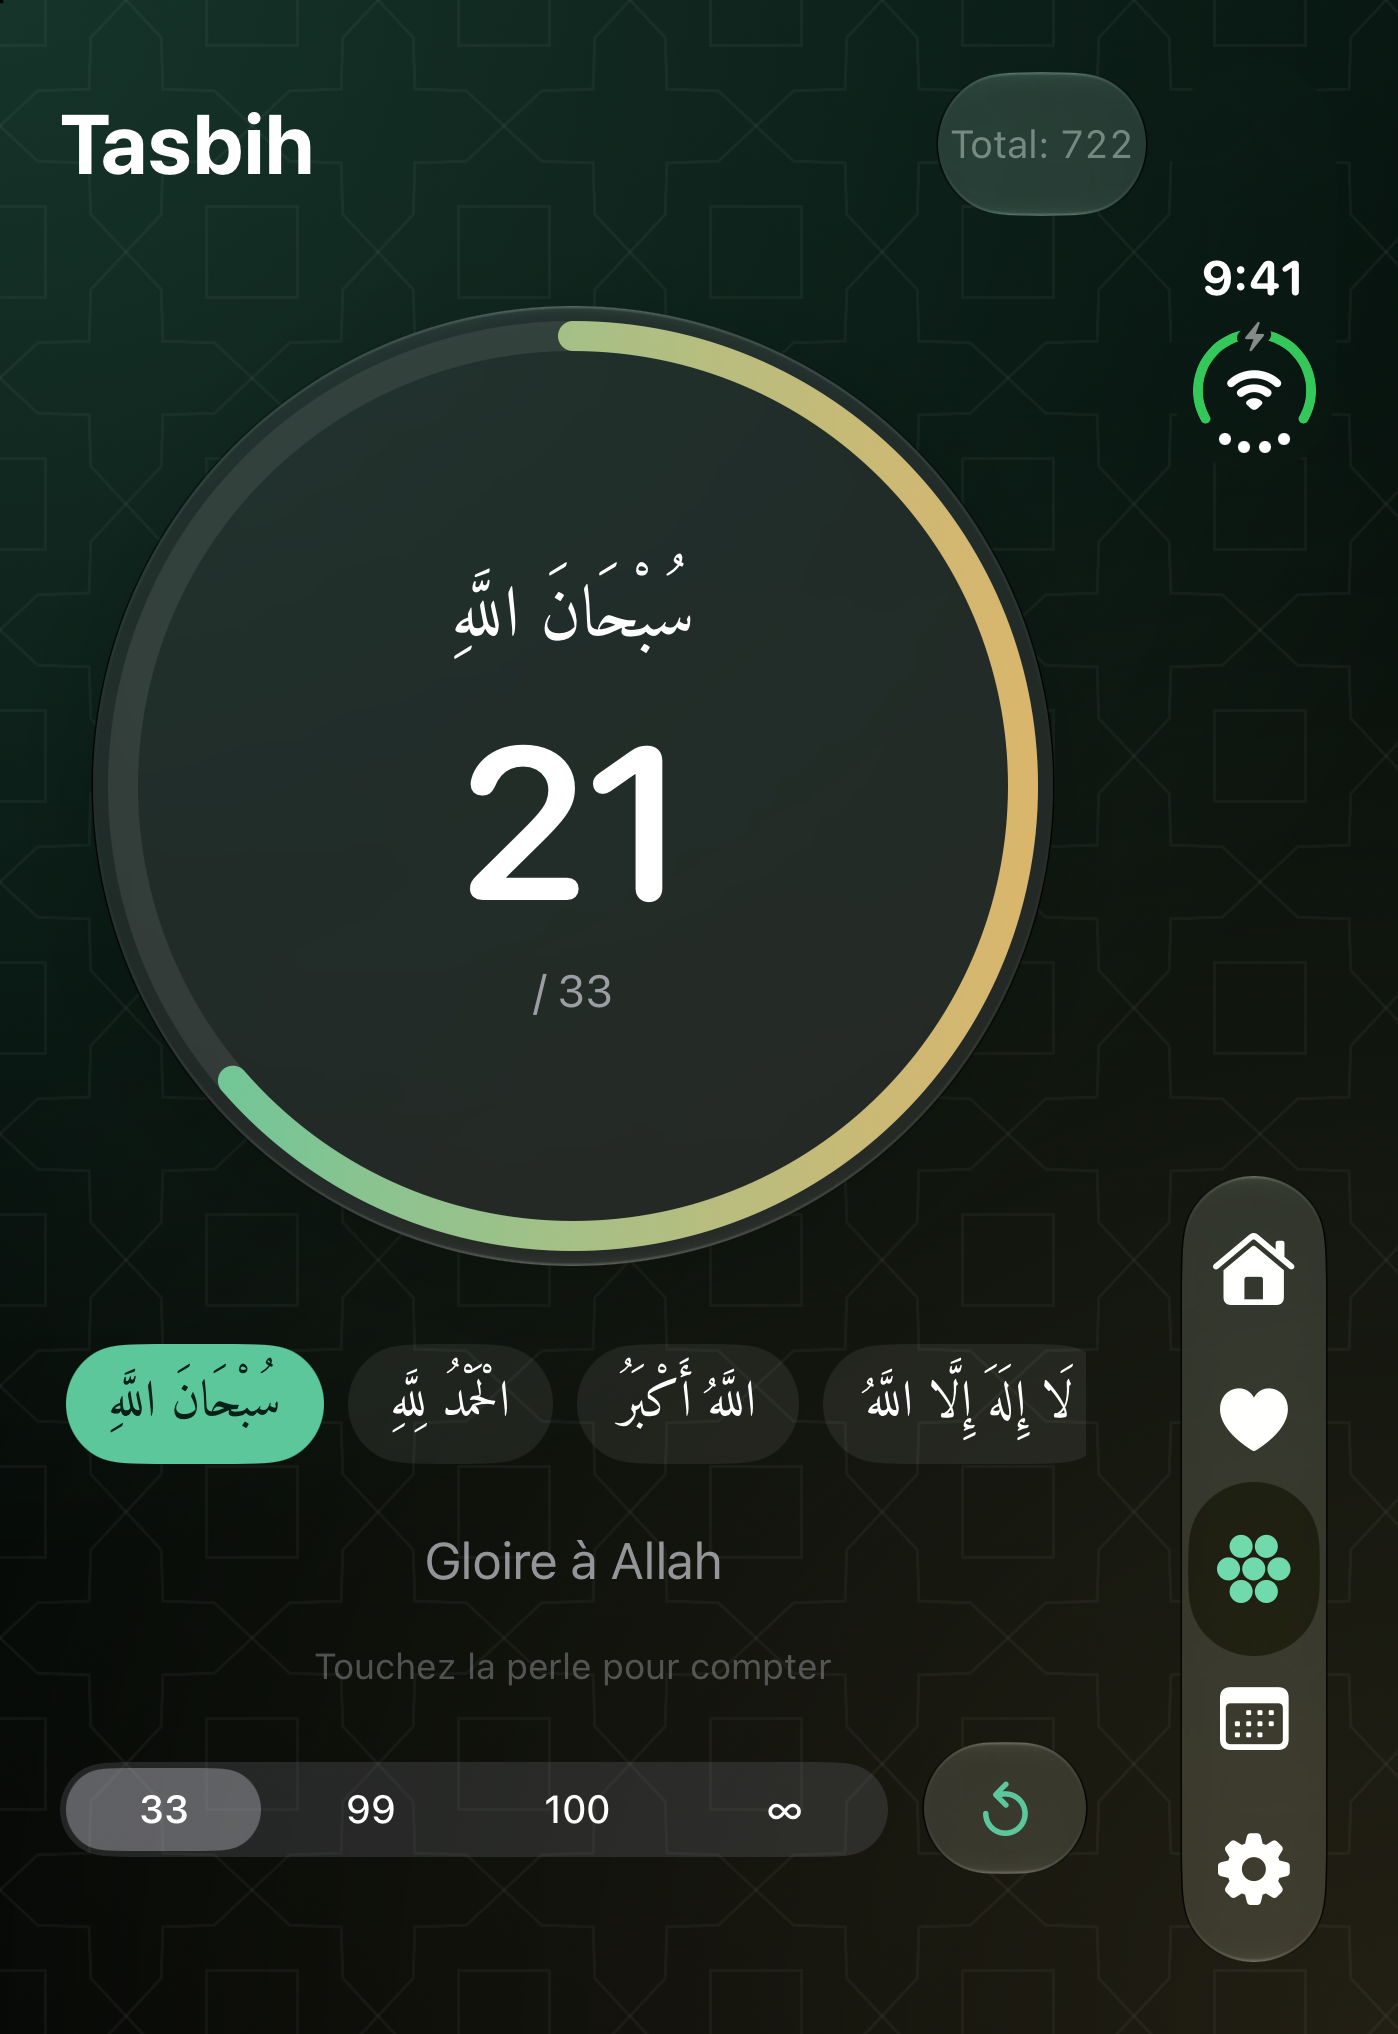 Tasbih
Total: 722
9:41
سُبْحَانَ اللَّهِ
21
/ 33
سُبْحَانَ اللَّهِ
الْحَمْدُ لِلَّهِ
اللَّهُ أَكْبَرُ
لَا إِلَهَ إِلَّا اللَّهُ
Gloire à Allah
Touchez la perle pour compter
33 99 100 ∞